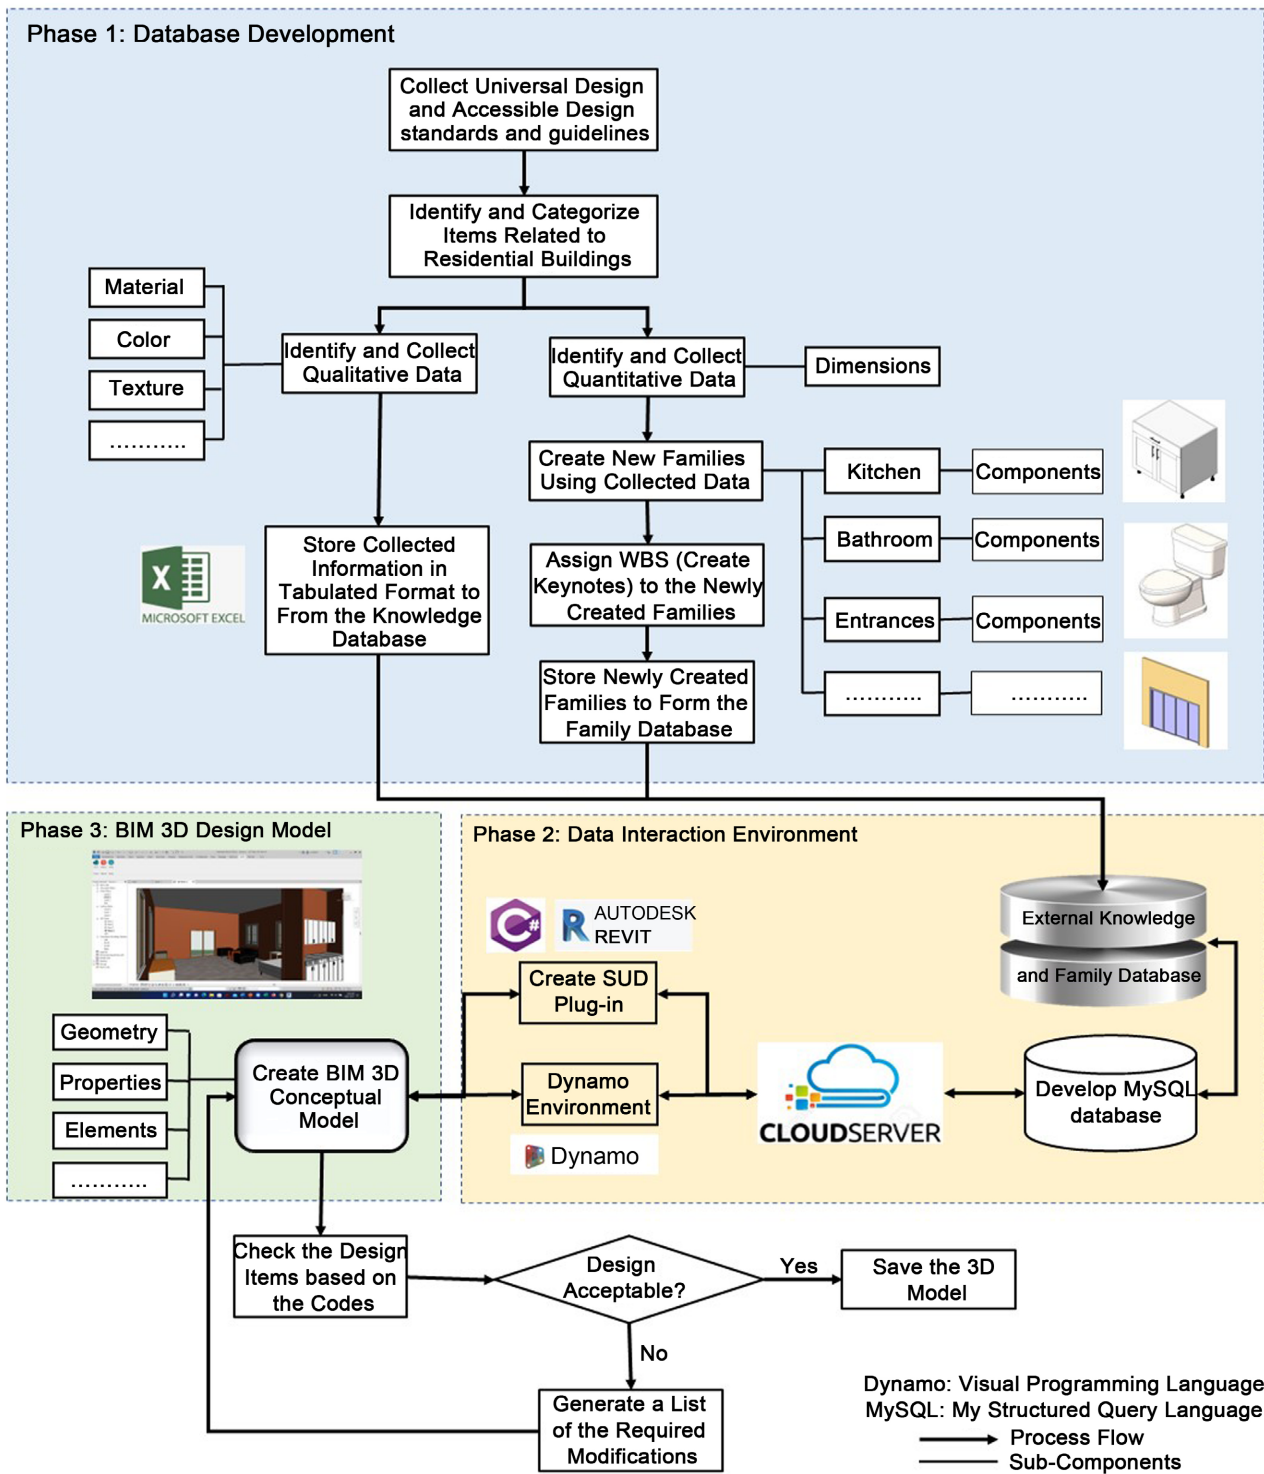 Phase 1: Database Development
Collect Universal Design
and Accessible Design
standards and guidelines
Identify and Categorize
Items Related to
Residential Buildings
Material
Color
Texture
...........
Identify and Collect
Qualitative Data
Identify and Collect
Quantitative Data
Dimensions
Create New Families
Using Collected Data
Kitchen
Components
Bathroom
Components
Entrances
Components
...........
...........
Store Collected
Information in
Tabulated Format to
From the Knowledge
Database
X
MICROSOFT EXCEL
Assign WBS (Create
Keynotes) to the Newly
Created Families
Store Newly Created
Families to Form the
Family Database
Phase 3: BIM 3D Design Model
Geometry
Properties
Elements
...........
Create BIM 3D
Conceptual
Model
Phase 2: Data Interaction Environment
C#
R
AUTODESK
REVIT
Create SUD
Plug-in
Dynamo
Environment
Dynamo
CLOUDSERVER
External Knowledge
and Family Database
Develop MySQL
database
Check the Design
Items based on
the Codes
Design
Acceptable?
Yes
Save the 3D
Model
No
Generate a List
of the Required
Modifications
Dynamo: Visual Programming Language
MySQL: My Structured Query Language
Process Flow
Sub-Components